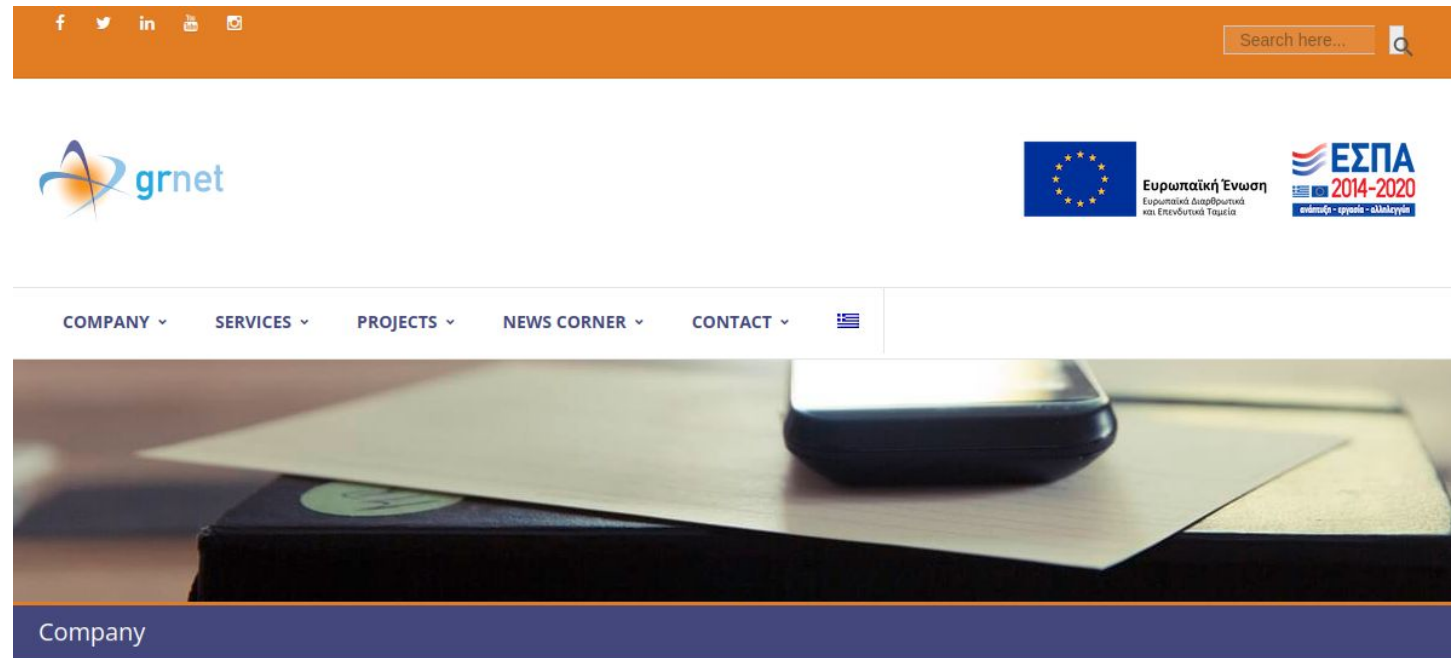 Search here...
grnet
Ευρωπαϊκή Ένωση
Ευρωπαϊκά Διαρθρωτικά
και Επενδυτικά Ταμεία
ΕΣΠΑ
2014-2020
ανάπτυξη - εργασία - αλληλεγγύη
COMPANY
SERVICES
PROJECTS
NEWS CORNER
CONTACT
Company